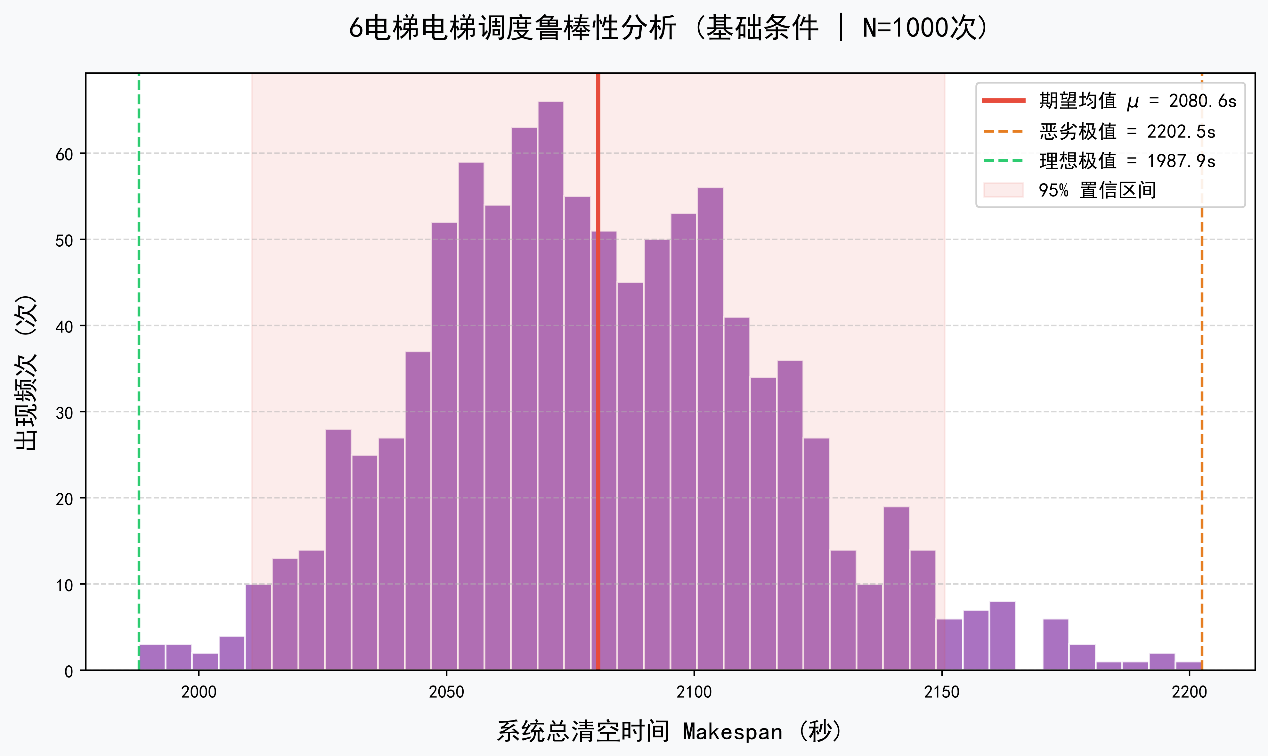 6电梯电梯调度鲁棒性分析 (基础条件 | N=1000次)
期望均值 μ = 2080.6s
恶劣极值 = 2202.5s
理想极值 = 1987.9s
95% 置信区间
出现频次 (次)
60
50
40
30
20
10
0
2000 2050 2100 2150 2200
系统总清空时间 Makespan (秒)